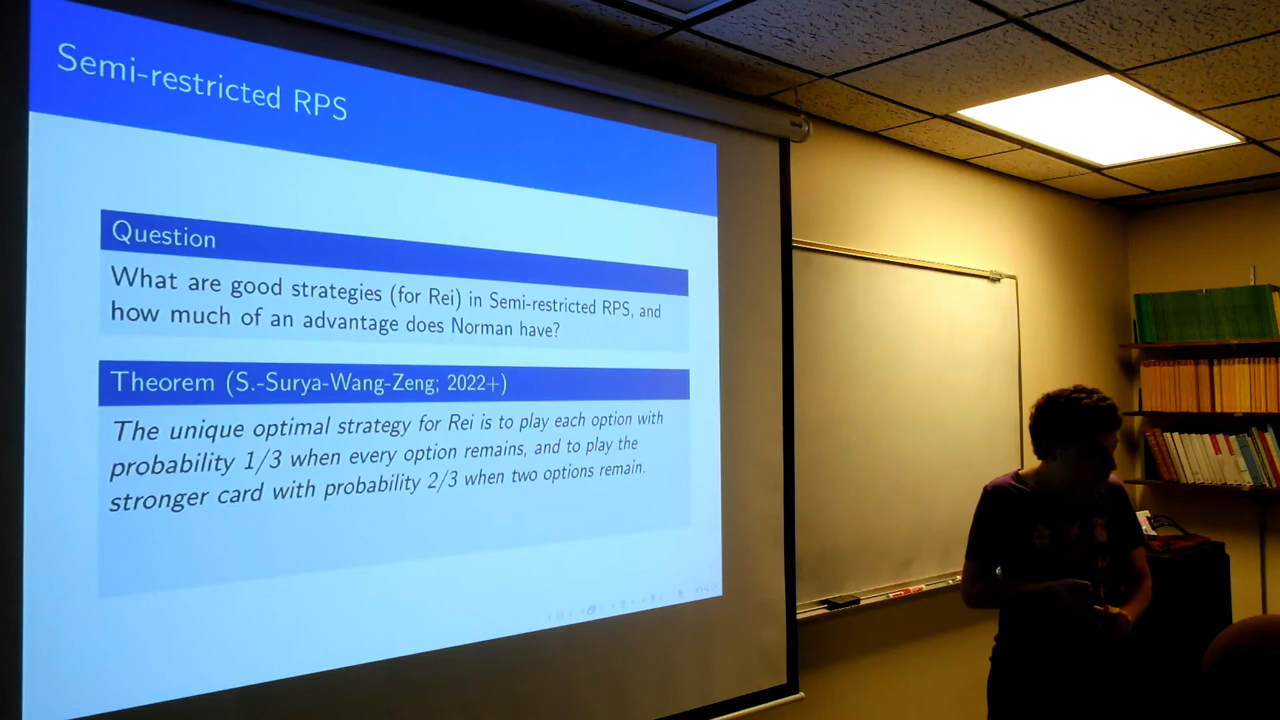 Semi-restricted RPS
Question
What are good strategies (for Rei) in Semi-restricted RPS, and
how much of an advantage does Norman have?
Theorem (S.-Surya-Wang-Zeng; 2022+)
The unique optimal strategy for Rei is to play each option with
probability 1/3 when every option remains, and to play the
stronger card with probability 2/3 when two options remain.